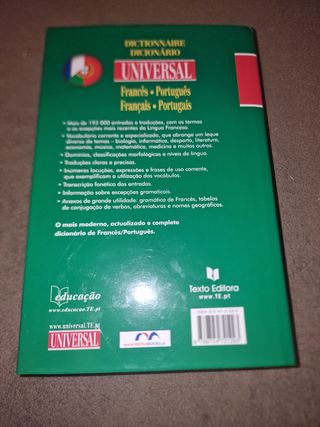 DICTIONNAIRE
DICIONÁRIO
UNIVERSAL
Francês • Português
Français • Portugais
• Mais de 192 000 entradas e traduções, com os termos
e as acepções mais recentes da Língua Francesa.
• Vocabulário corrente e especializado, que abrange um leque
diverso de temas - biologia, informática, desporto, literatura,
economia, música, matemática, medicina e muitos outros.
• Domínios, classificações morfológicas e níveis de língua.
• Traduções claras e precisas.
• Inúmeras locuções, expressões e frases de uso corrente,
que exemplificam a utilização dos vocábulos.
• Transcrição fonética das entradas.
• Informação sobre excepções gramaticais.
• Anexos de grande utilidade: gramática de Francês, tabelas
de conjugação de verbos, abreviaturas e nomes geográficos.
O mais moderno, actualizado e completo
dicionário de Francês/Português.
educação
www.educacao.TE.pt
Texto Editora
www.TE.pt
www.universal.TE.pt
UNIVERSAL